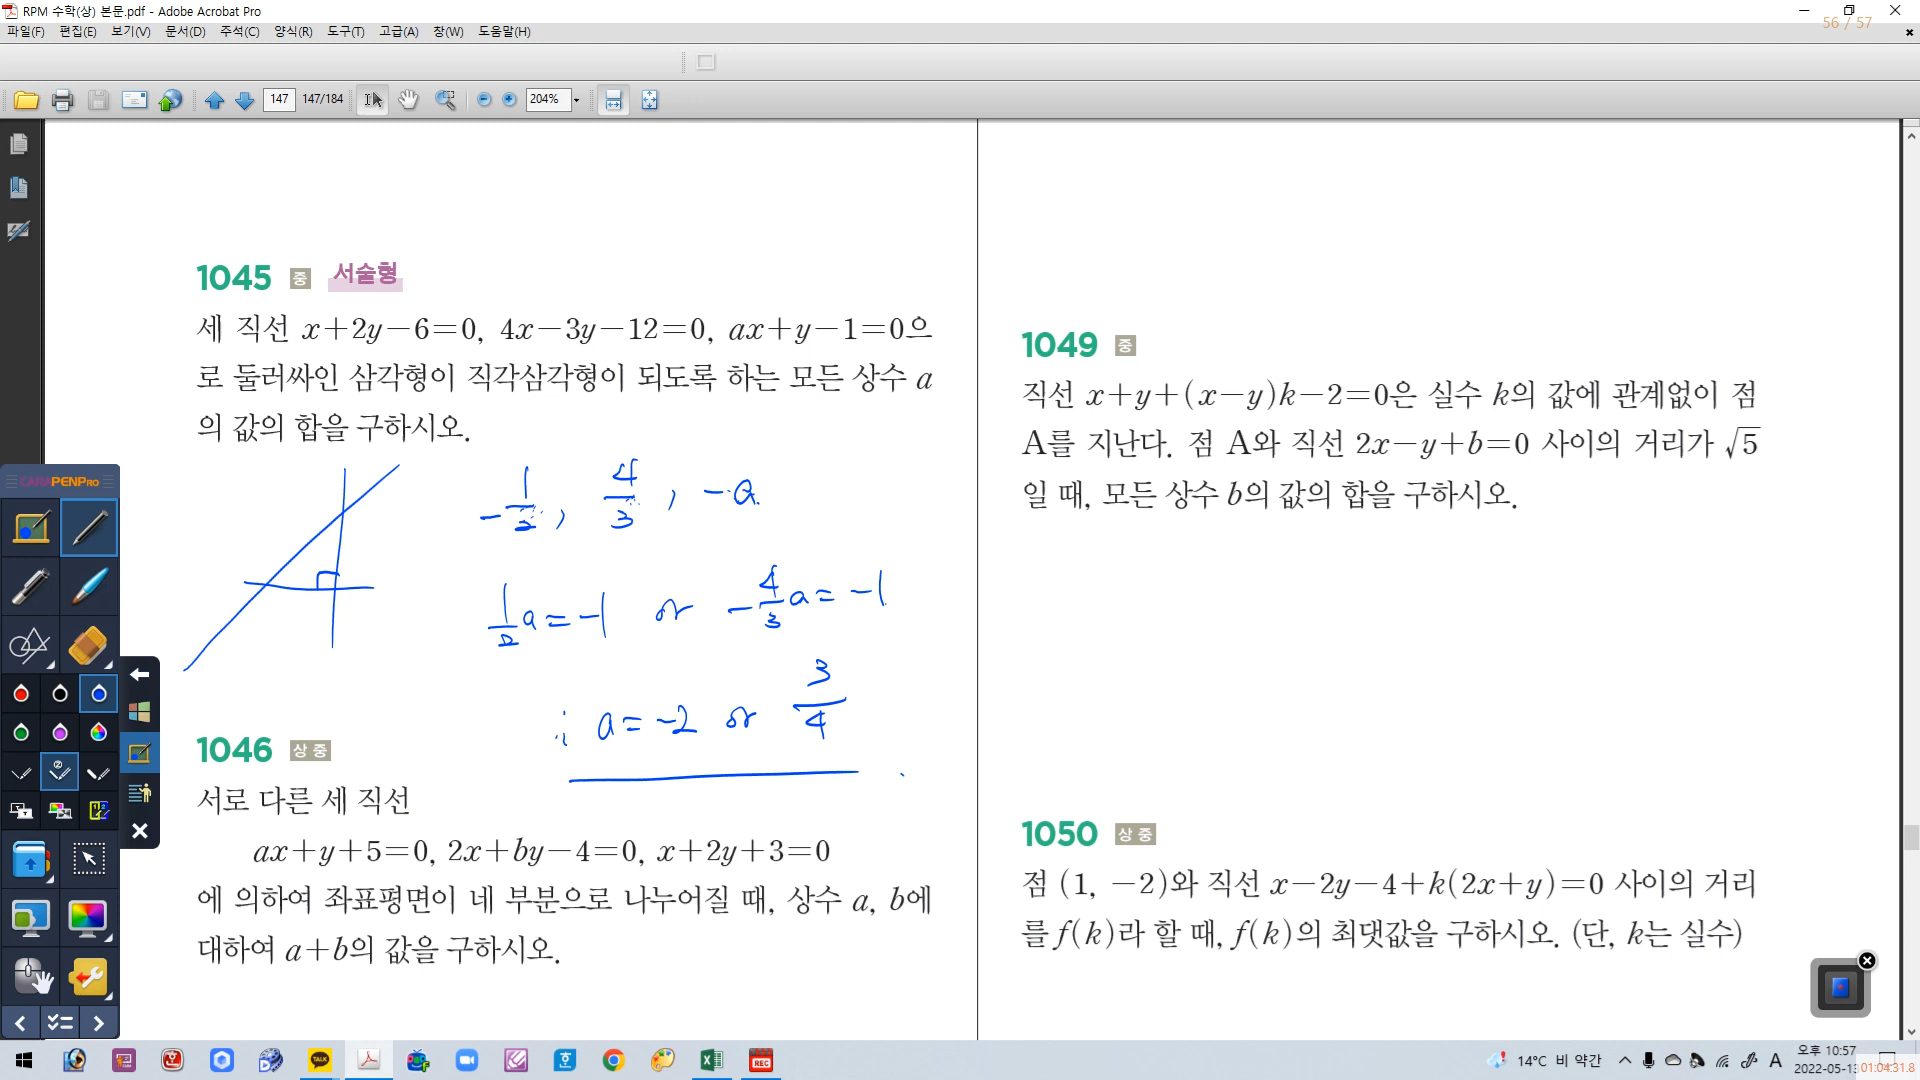 RPM 수학(상) 본문.pdf - Adobe Acrobat Pro
56 / 57
파일(F) 편집(E) 보기(V) 문서(D) 주석(C) 양식(R) 도구(T) 고급(A) 창(W) 도움말(H)
147 147/184 204%
1045 중 서술형
세 직선 x+2y-6=0, 4x-3y-12=0, ax+y-1=0으
로 둘러싸인 삼각형이 직각삼각형이 되도록 하는 모든 상수 a
의 값의 합을 구하시오.
-1/2, 4/3, -a
1/2 a = -1 or -4/3 a = -1
∴ a = -2 or 3/4
1046 상중
서로 다른 세 직선
ax+y+5=0, 2x+by-4=0, x+2y+3=0
에 의하여 좌표평면이 네 부분으로 나누어질 때, 상수 a, b에
대하여 a+b의 값을 구하시오.
1049 중
직선 x+y+(x-y)k-2=0은 실수 k의 값에 관계없이 점
A를 지난다. 점 A와 직선 2x-y+b=0 사이의 거리가 √5
일 때, 모든 상수 b의 값의 합을 구하시오.
1050 상중
점 (1, -2)와 직선 x-2y-4+k(2x+y)=0 사이의 거리
를 f(k)라 할 때, f(k)의 최댓값을 구하시오. (단, k는 실수)
PENPRO
TALK
REC
14°C 비 약간
A
오후 10:57
2022-05-13
01:04:31.8